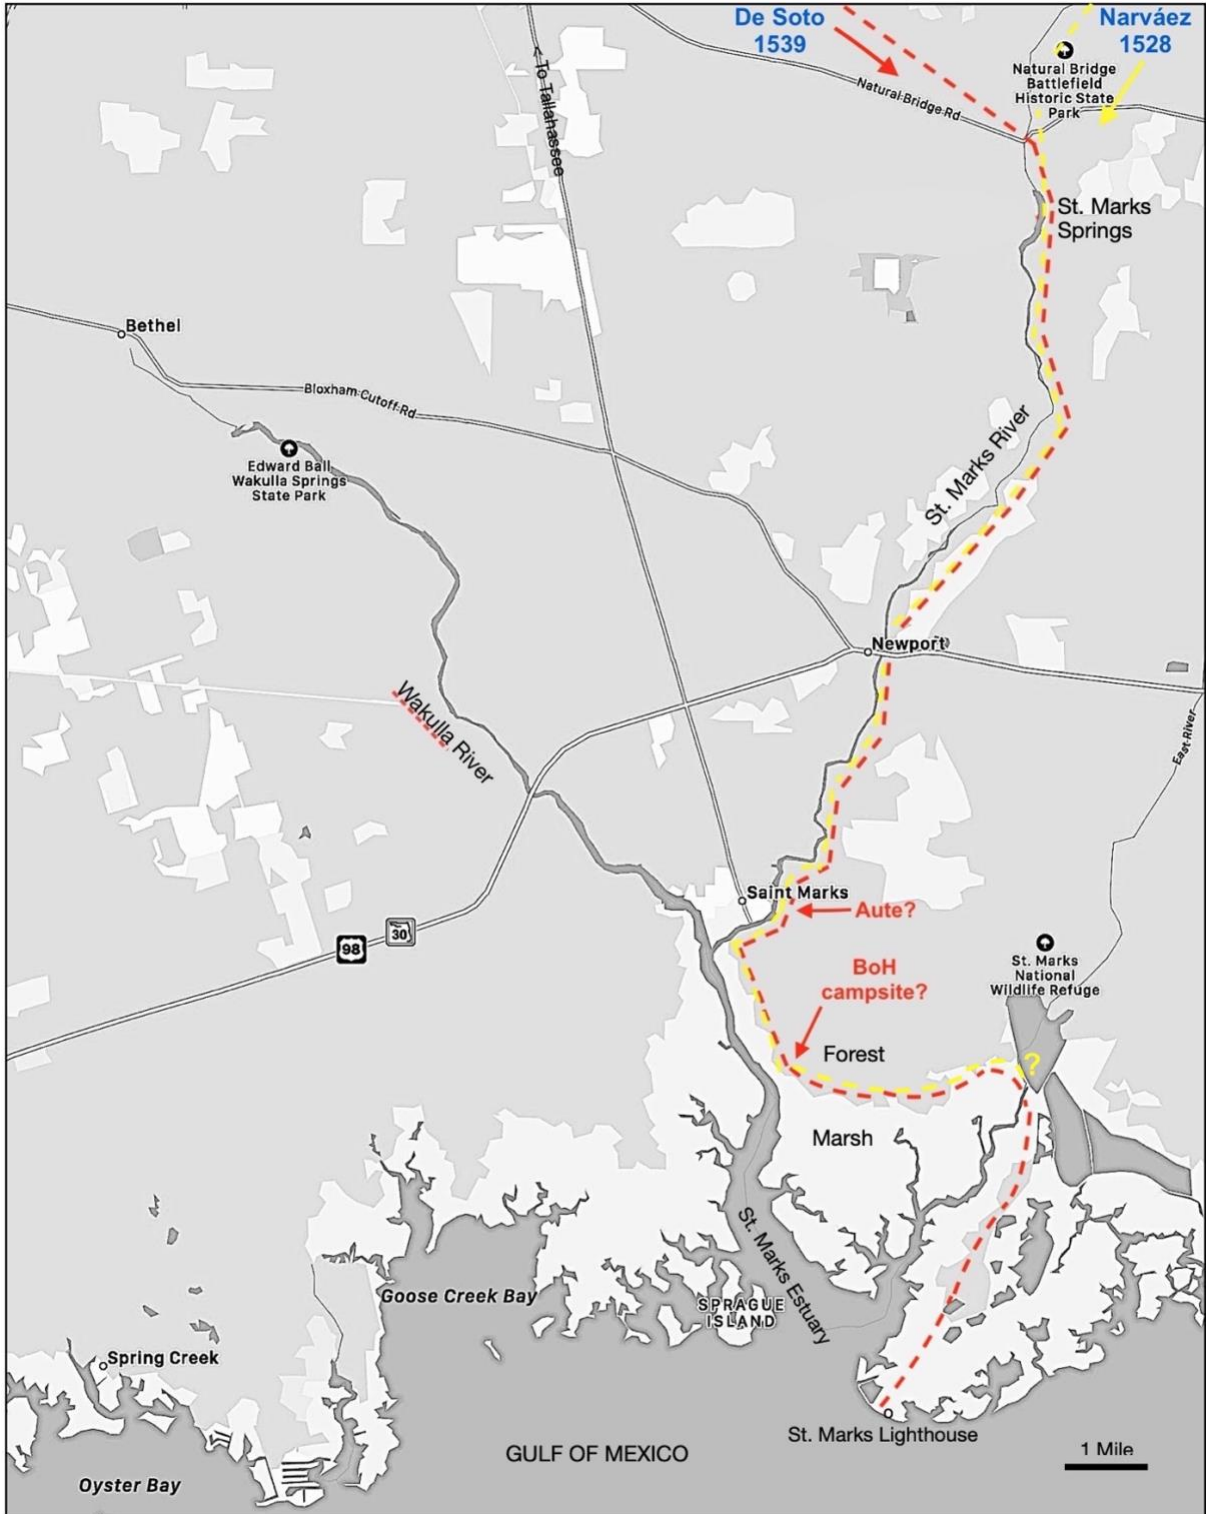 De Soto
1539
Narváez
1528
To Tallahassee
Natural Bridge Rd
Natural Bridge
Battlefield
Historic State
Park
St. Marks
Springs
Bethel
Bloxham Cutoff Rd
Edward Ball
Wakulla Springs
State Park
St. Marks River
Newport
Wakulla River
East River
Saint Marks
Aute?
98
30
St. Marks
National
Wildlife Refuge
BoH
campsite?
Forest
?
Marsh
St. Marks Estuary
Goose Creek Bay
SPRAGUE
ISLAND
Spring Creek
St. Marks Lighthouse
GULF OF MEXICO
1 Mile
Oyster Bay